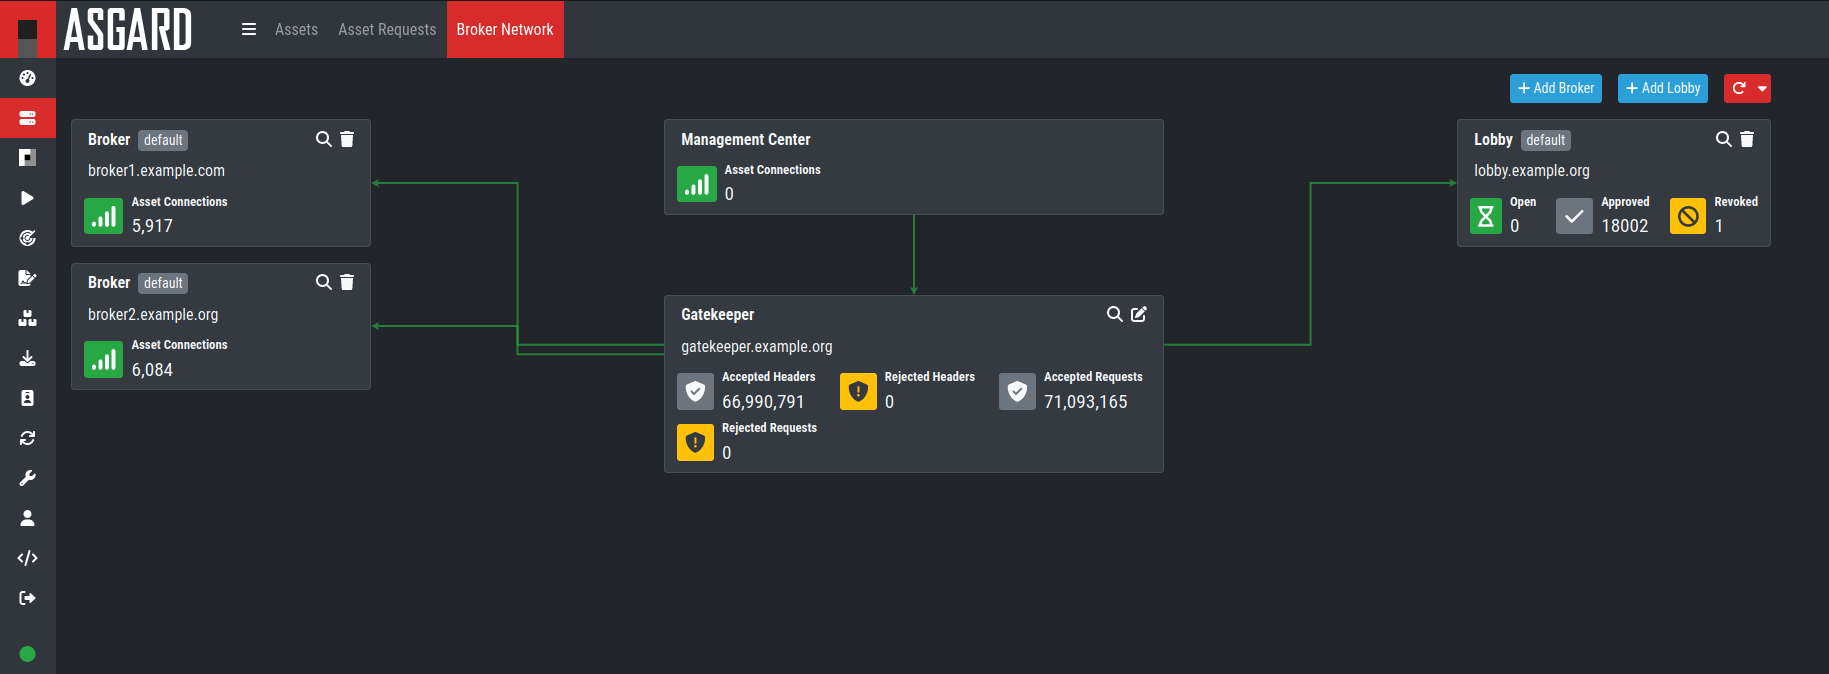 ASGARD
Assets
Asset Requests
Broker Network
+ Add Broker
+ Add Lobby
Broker default
broker1.example.com
Asset Connections
5,917
Broker default
broker2.example.org
Asset Connections
6,084
Management Center
Asset Connections
0
Gatekeeper
gatekeeper.example.org
Accepted Headers
66,990,791
Rejected Headers
0
Accepted Requests
71,093,165
Rejected Requests
0
Lobby default
lobby.example.org
Open
0
Approved
18002
Revoked
1